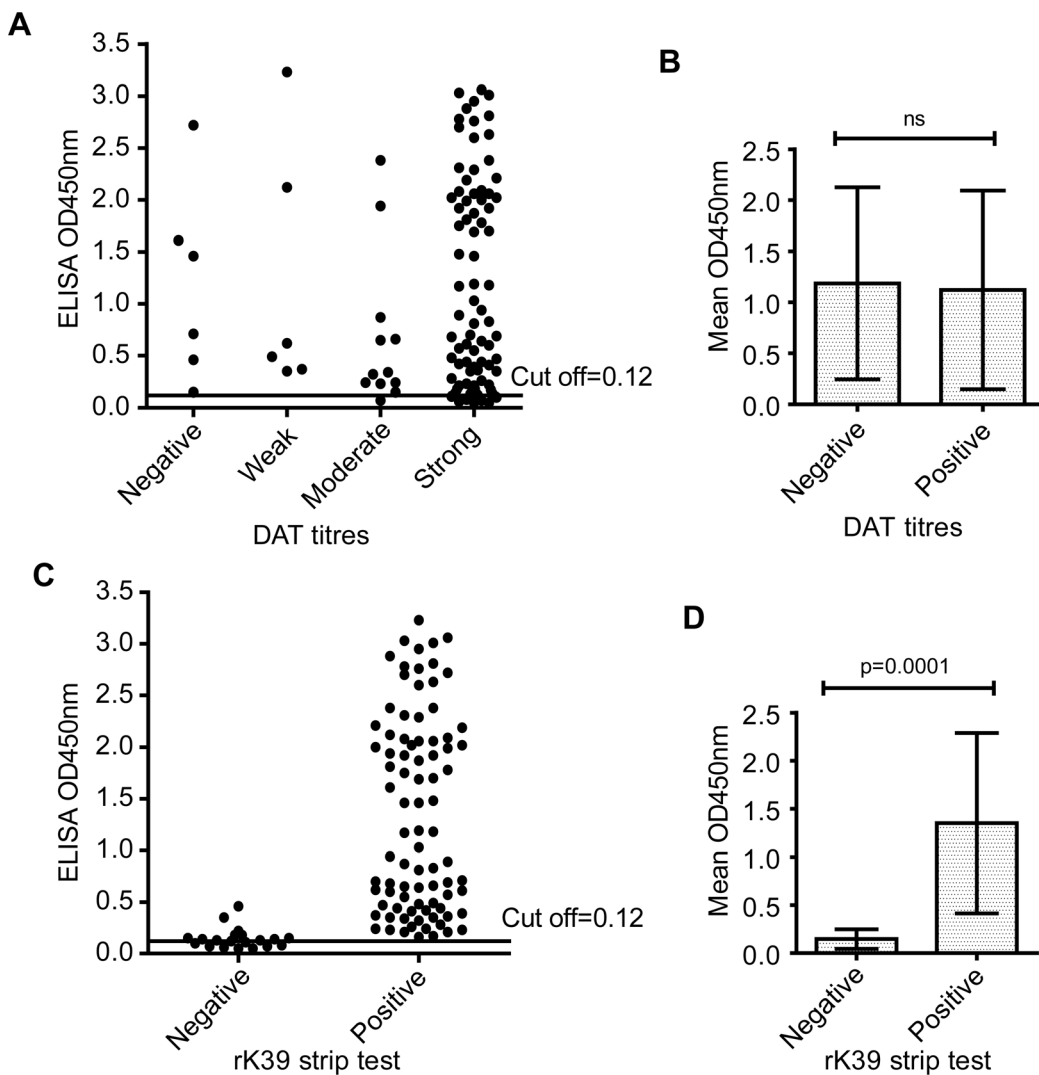 A
3.5
3.0
2.5
2.0
1.5
1.0
0.5
0.0
ELISA OD450nm
Cut off=0.12
Negative
Weak
Moderate
Strong
DAT titres
B
ns
2.5
2.0
1.5
1.0
0.5
0.0
Mean OD450nm
Negative
Positive
DAT titres
C
3.5
3.0
2.5
2.0
1.5
1.0
0.5
0.0
ELISA OD450nm
Cut off=0.12
Negative
Positive
rK39 strip test
D
p=0.0001
2.5
2.0
1.5
1.0
0.5
0.0
Mean OD450nm
Negative
Positive
rK39 strip test